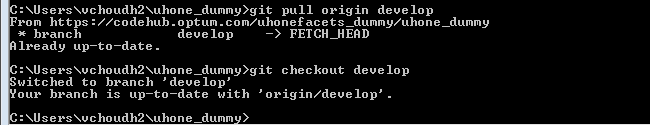 C:\Users\vchoudh2\uhone_dummy>git pull origin develop
From https://codehub.optum.com/uhonefacets_dummy/uhone_dummy
 * branch            develop    -> FETCH_HEAD
Already up-to-date.
C:\Users\vchoudh2\uhone_dummy>git checkout develop
Switched to branch 'develop'
Your branch is up-to-date with 'origin/develop'.
C:\Users\vchoudh2\uhone_dummy>